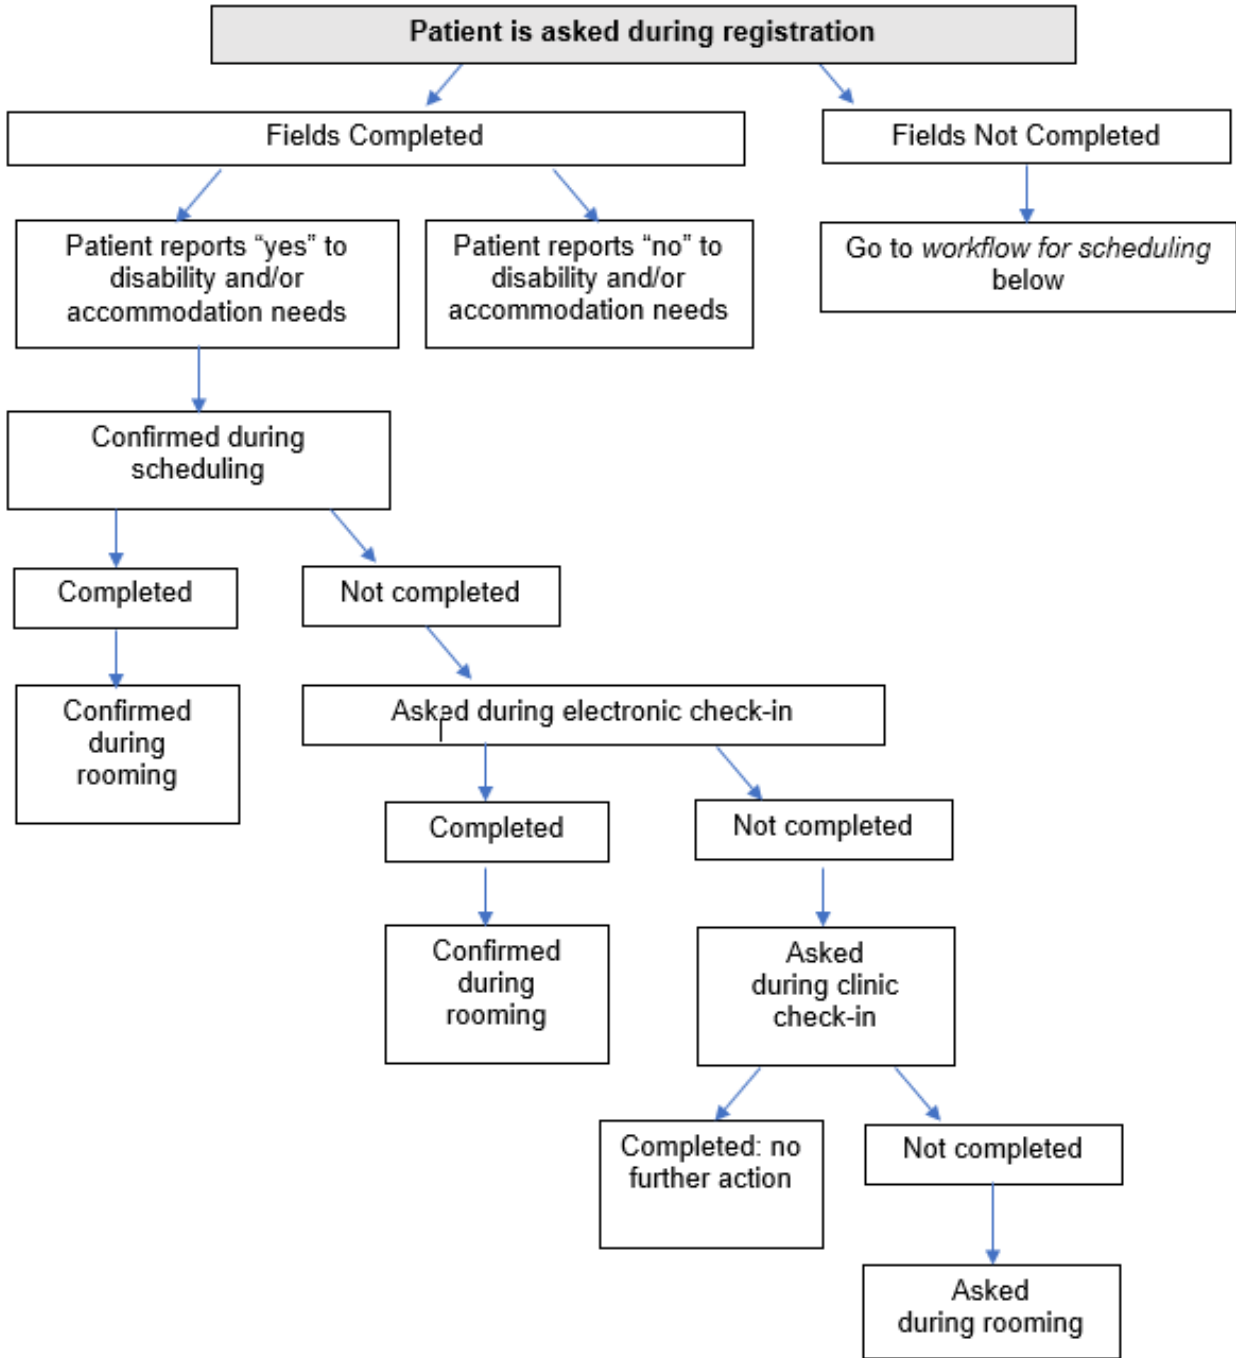 Patient is asked during registration
Fields Completed
Fields Not Completed
Patient reports “yes” to
disability and/or
accommodation needs
Patient reports “no” to
disability and/or
accommodation needs
Go to workflow for scheduling
below
Confirmed during
scheduling
Completed
Not completed
Confirmed
during
rooming
Asked during electronic check-in
Completed
Not completed
Confirmed
during
rooming
Asked
during clinic
check-in
Completed: no
further action
Not completed
Asked
during rooming